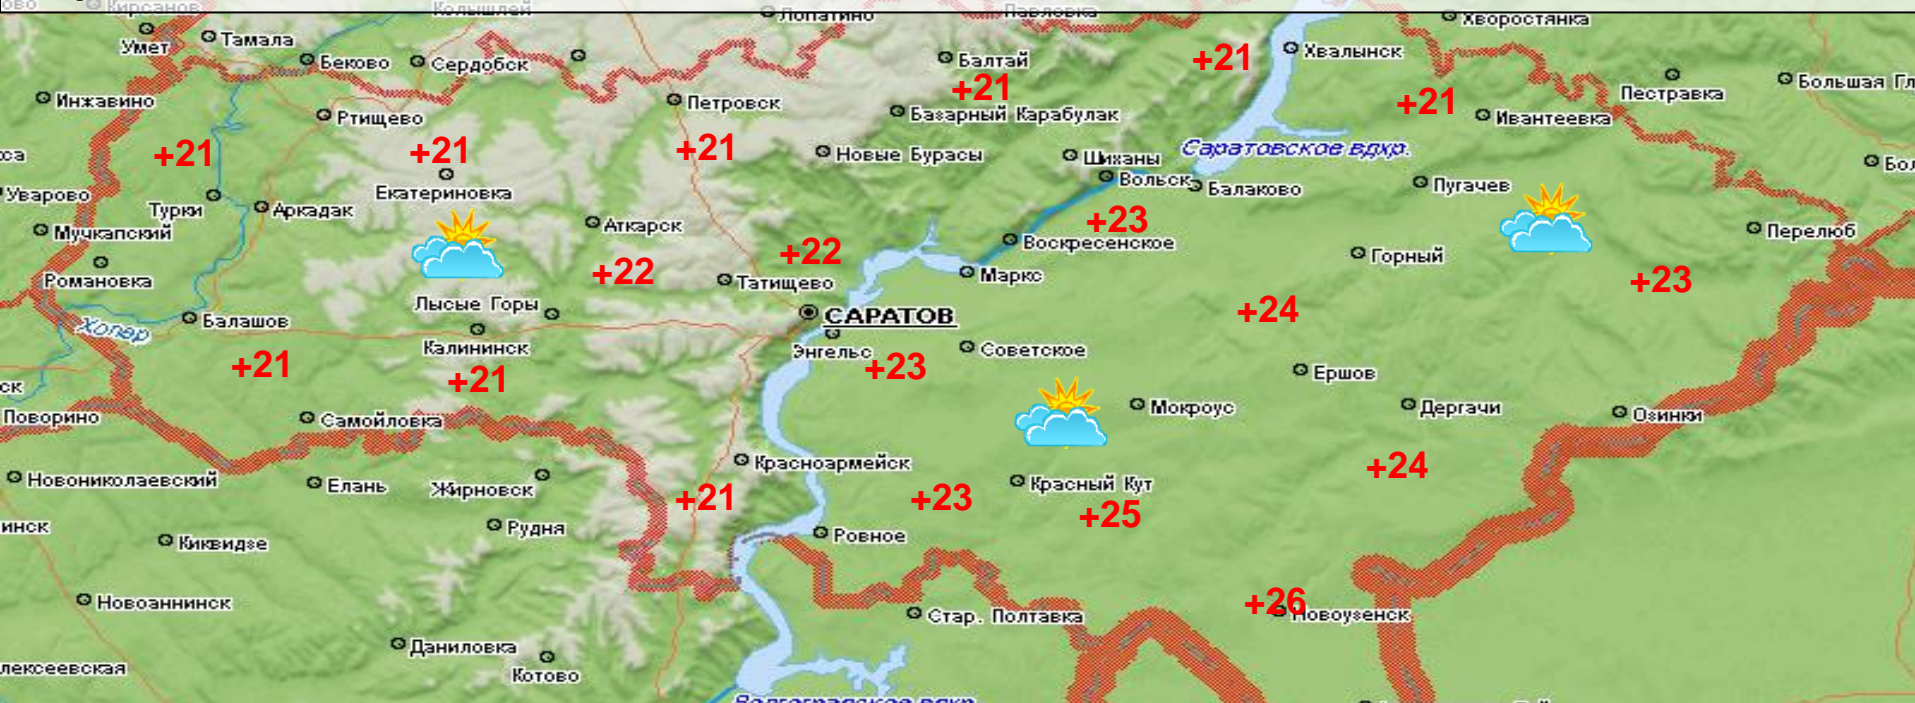 Кирсанов
Колышлей
Лопатино
Павловка
Хворостянка
Умет
Тамала
Беково
Сердобск
Балтай
+21
Хвалынск
Большая Гл
Пестравка
Инжавино
Ртищево
Петровск
+21
Базарный Карабулак
+21
Ивантеевка
+21
+21
+21
Новые Бурасы
Шиханы
Саратовское вдхр.
Уварово
Турки
Аркадак
Екатериновка
Вольск
Балаково
Пугачев
Мучкапский
Аткарск
+23
Воскресенское
Перелюб
Романовка
+22
+22
Татищево
Маркс
Горный
+23
Лысые Горы
Хопер
Балашов
САРАТОВ
+24
Калининск
Энгельс
+23
Советское
+21
+21
Ершов
Поворино
Самойловка
Мокроус
Дергачи
Озинки
Новониколаевский
Елань
Жирновск
Красноармейск
+24
Красный Кут
+21
+23
+25
инск
Киквидзе
Рудня
Ровное
Новоаннинск
Стар. Полтавка
+26
Новоузенск
Даниловка
лексеевская
Котово
Волгоградское вдхр.